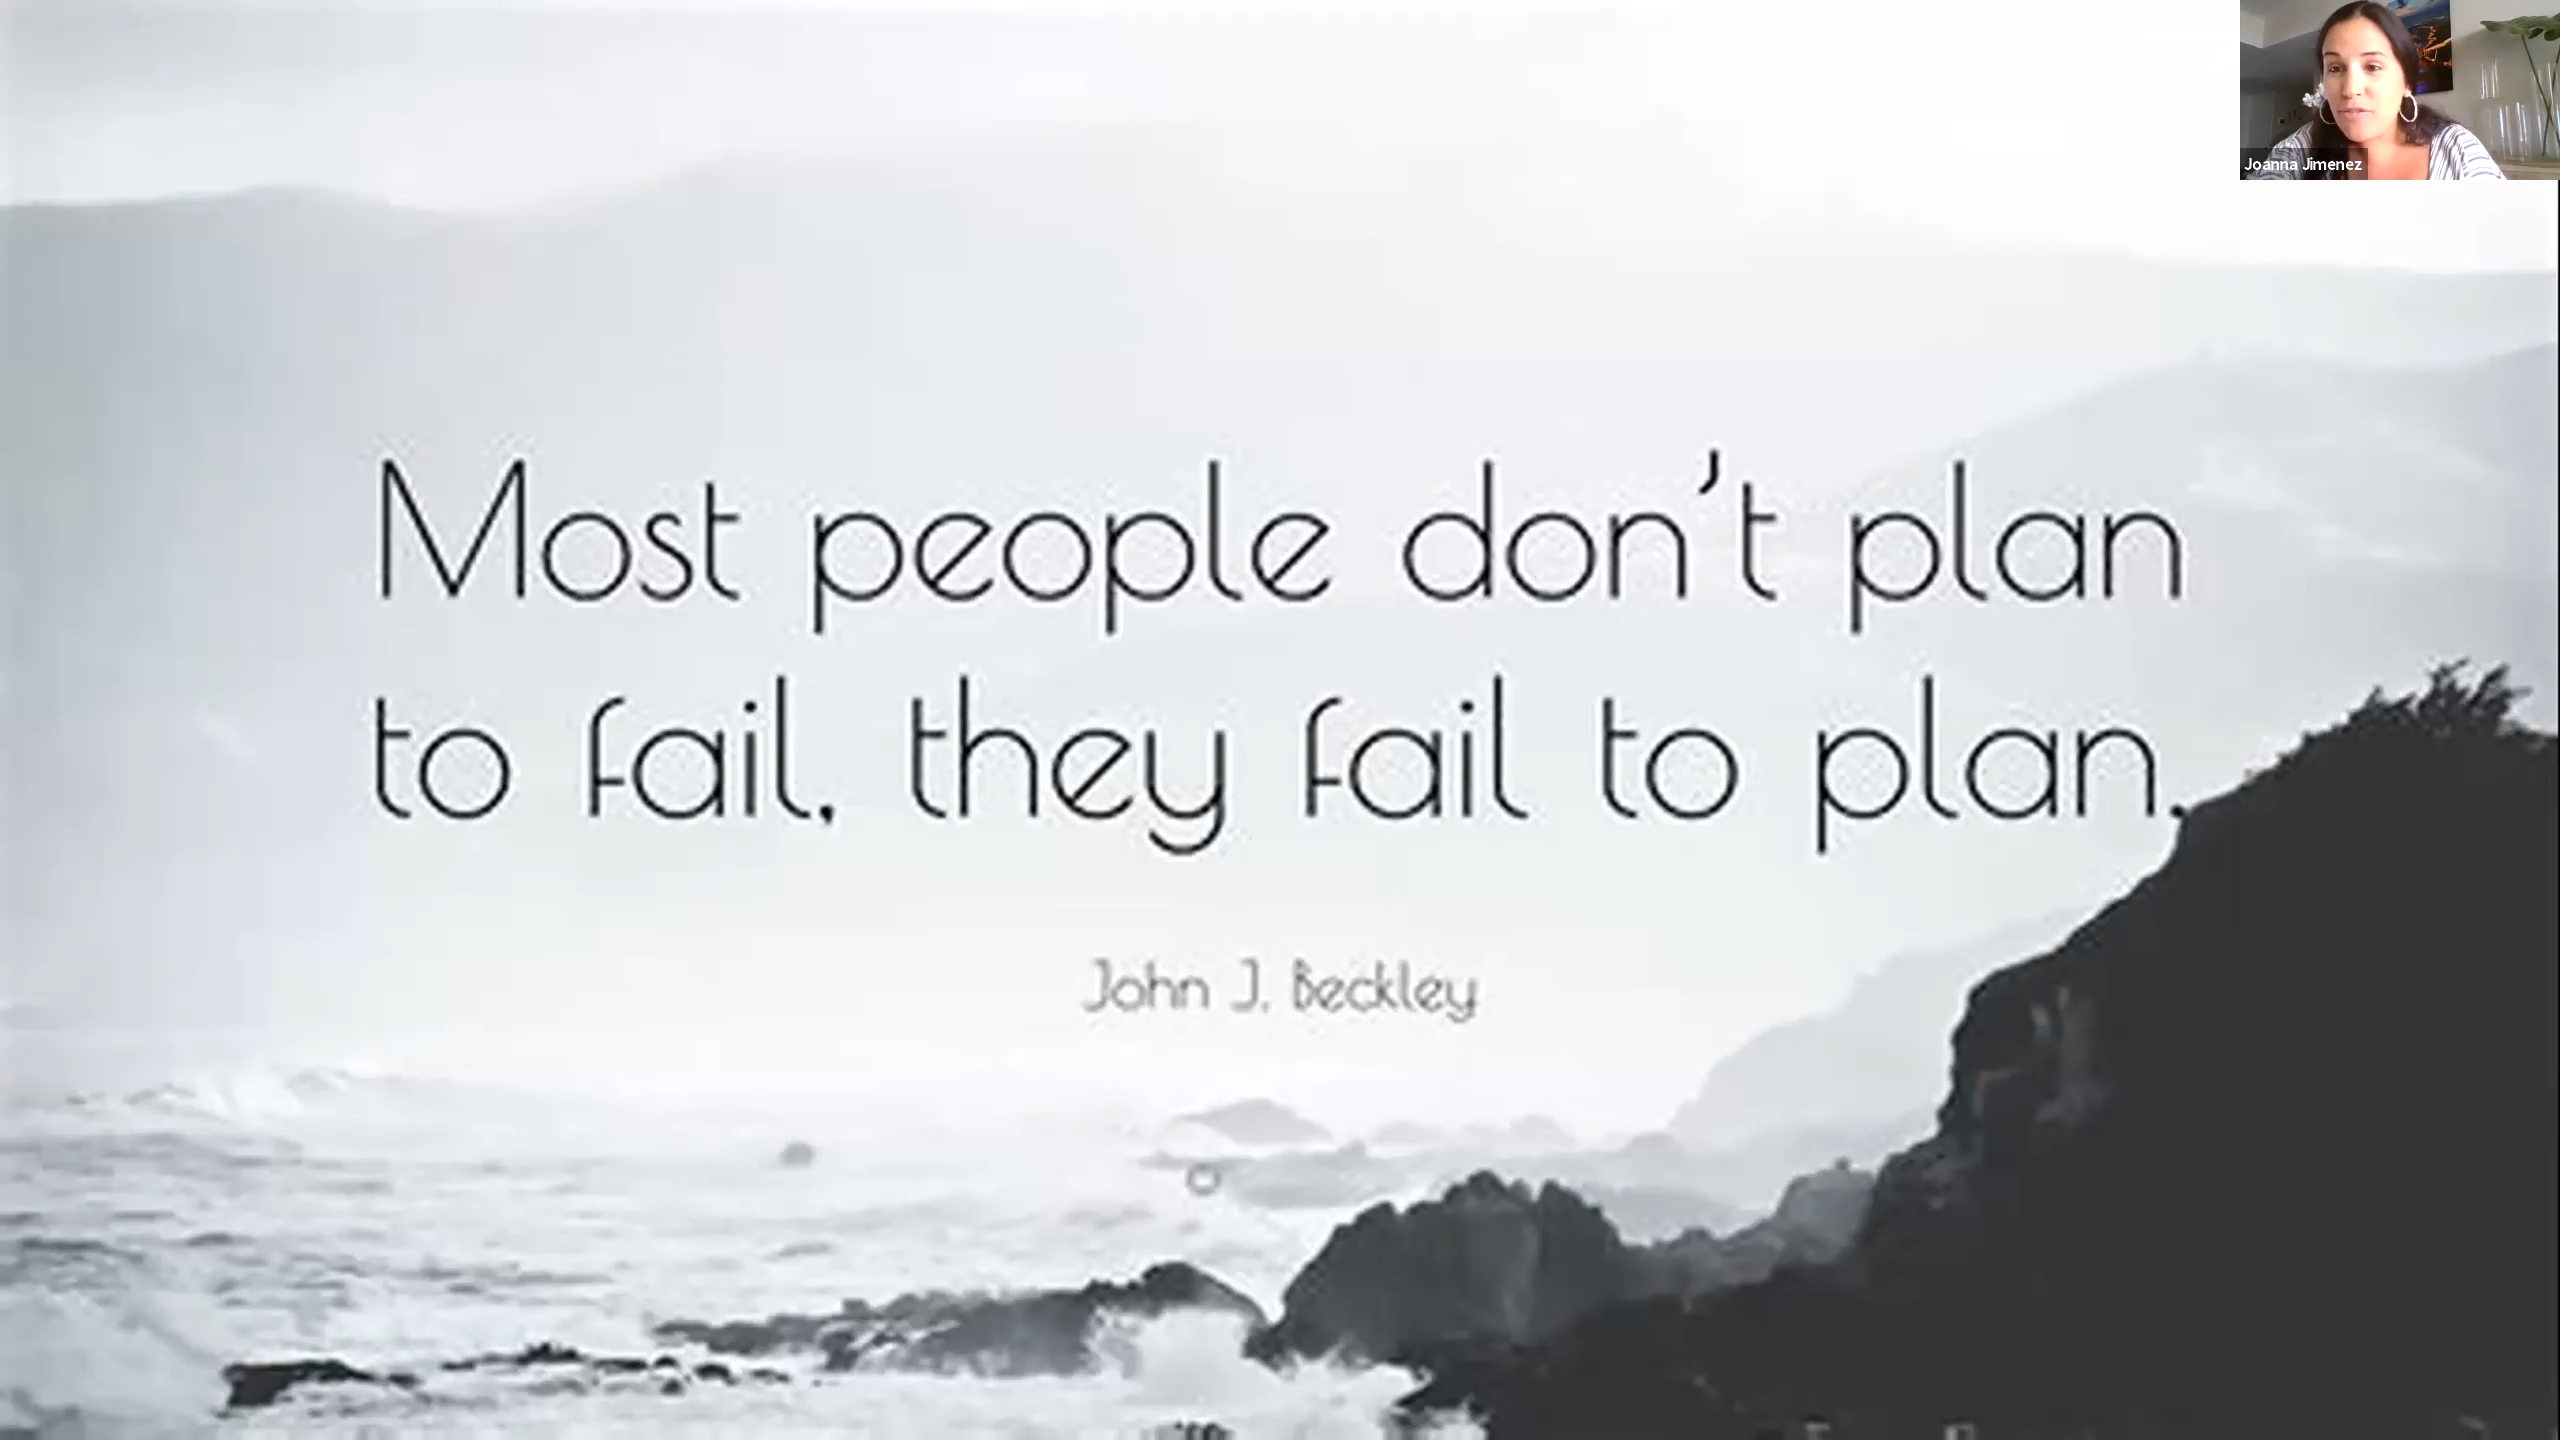 Joanna Jimenez
Most people don't plan
to fail, they fail to plan.
John J. Beckley